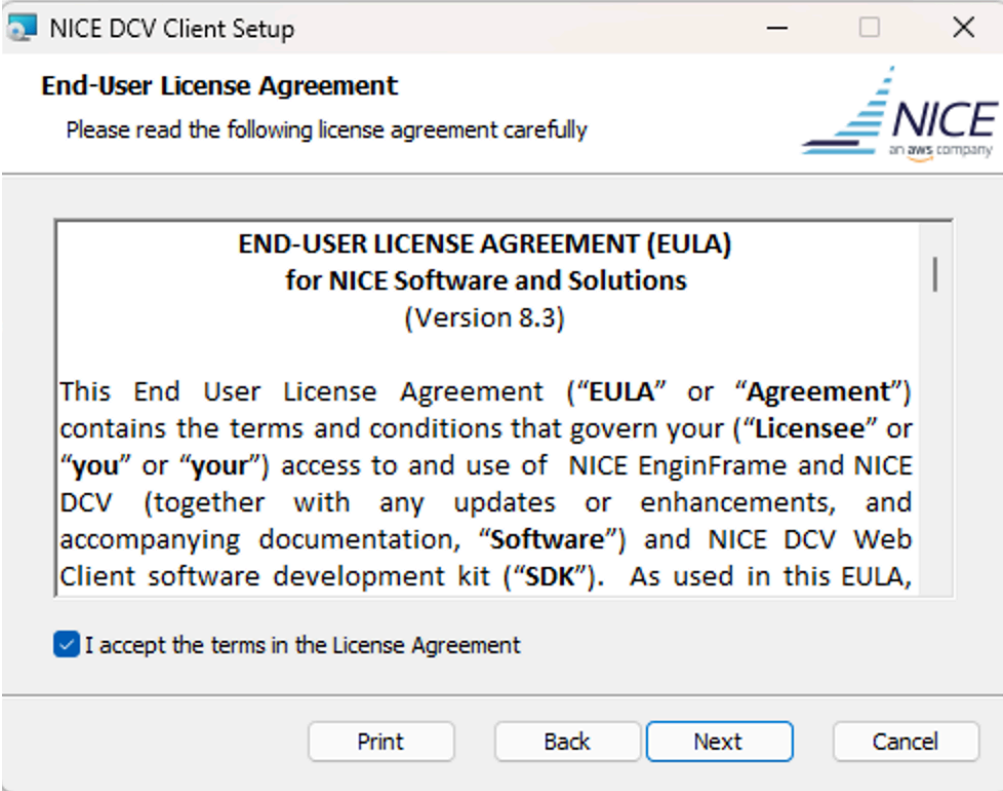 NICE DCV Client Setup
End-User License Agreement
Please read the following license agreement carefully
NICE
an aws company
END-USER LICENSE AGREEMENT (EULA)
for NICE Software and Solutions
(Version 8.3)
This End User License Agreement (“EULA” or “Agreement”)
contains the terms and conditions that govern your (“Licensee” or
“you” or “your”) access to and use of  NICE EnginFrame and NICE
DCV (together with any updates or enhancements, and
accompanying documentation, “Software”) and NICE DCV Web
Client software development kit (“SDK”).  As used in this EULA,
I accept the terms in the License Agreement
Print Back Next Cancel